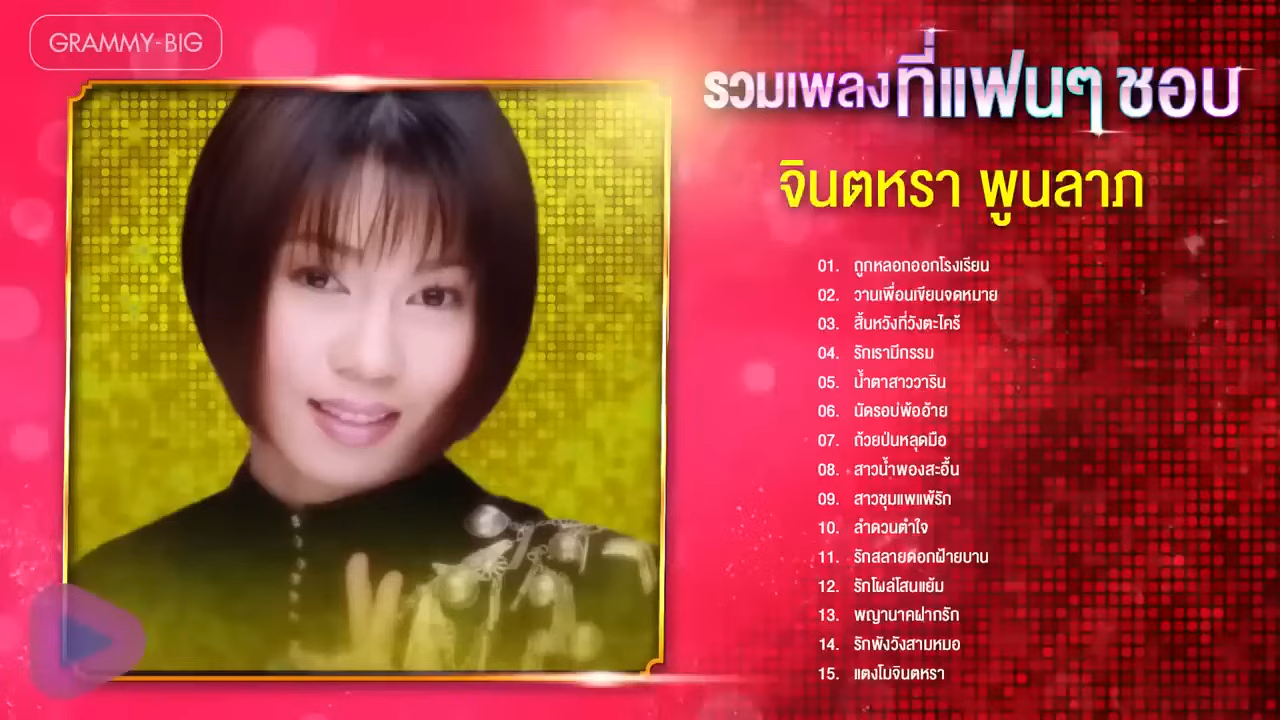 GRAMMY-BIG
รวมเพลงที่แฟนๆ ชอบ
จินตหรา พูนลาภ
01. ถูกหลอกออกโรงเรียน
02. วานเพื่อนเขียนจดหมาย
03. สิ้นหวังที่วังตะไคร้
04. รักเรามีกรรม
05. น้ำตาสาววาริน
06. นัดรอบ่พ้ออ้าย
07. ถ้วยป่นหลุดมือ
08. สาวน้ำพองสะอื้น
09. สาวชุมแพแพ้รัก
10. ลำดวนตำใจ
11. รักสลายดอกฝ้ายบาน
12. รักโผล่โสนแย้ม
13. พญานาคฝากรัก
14. รักพังวังสามหมอ
15. แตงโมจินตหรา